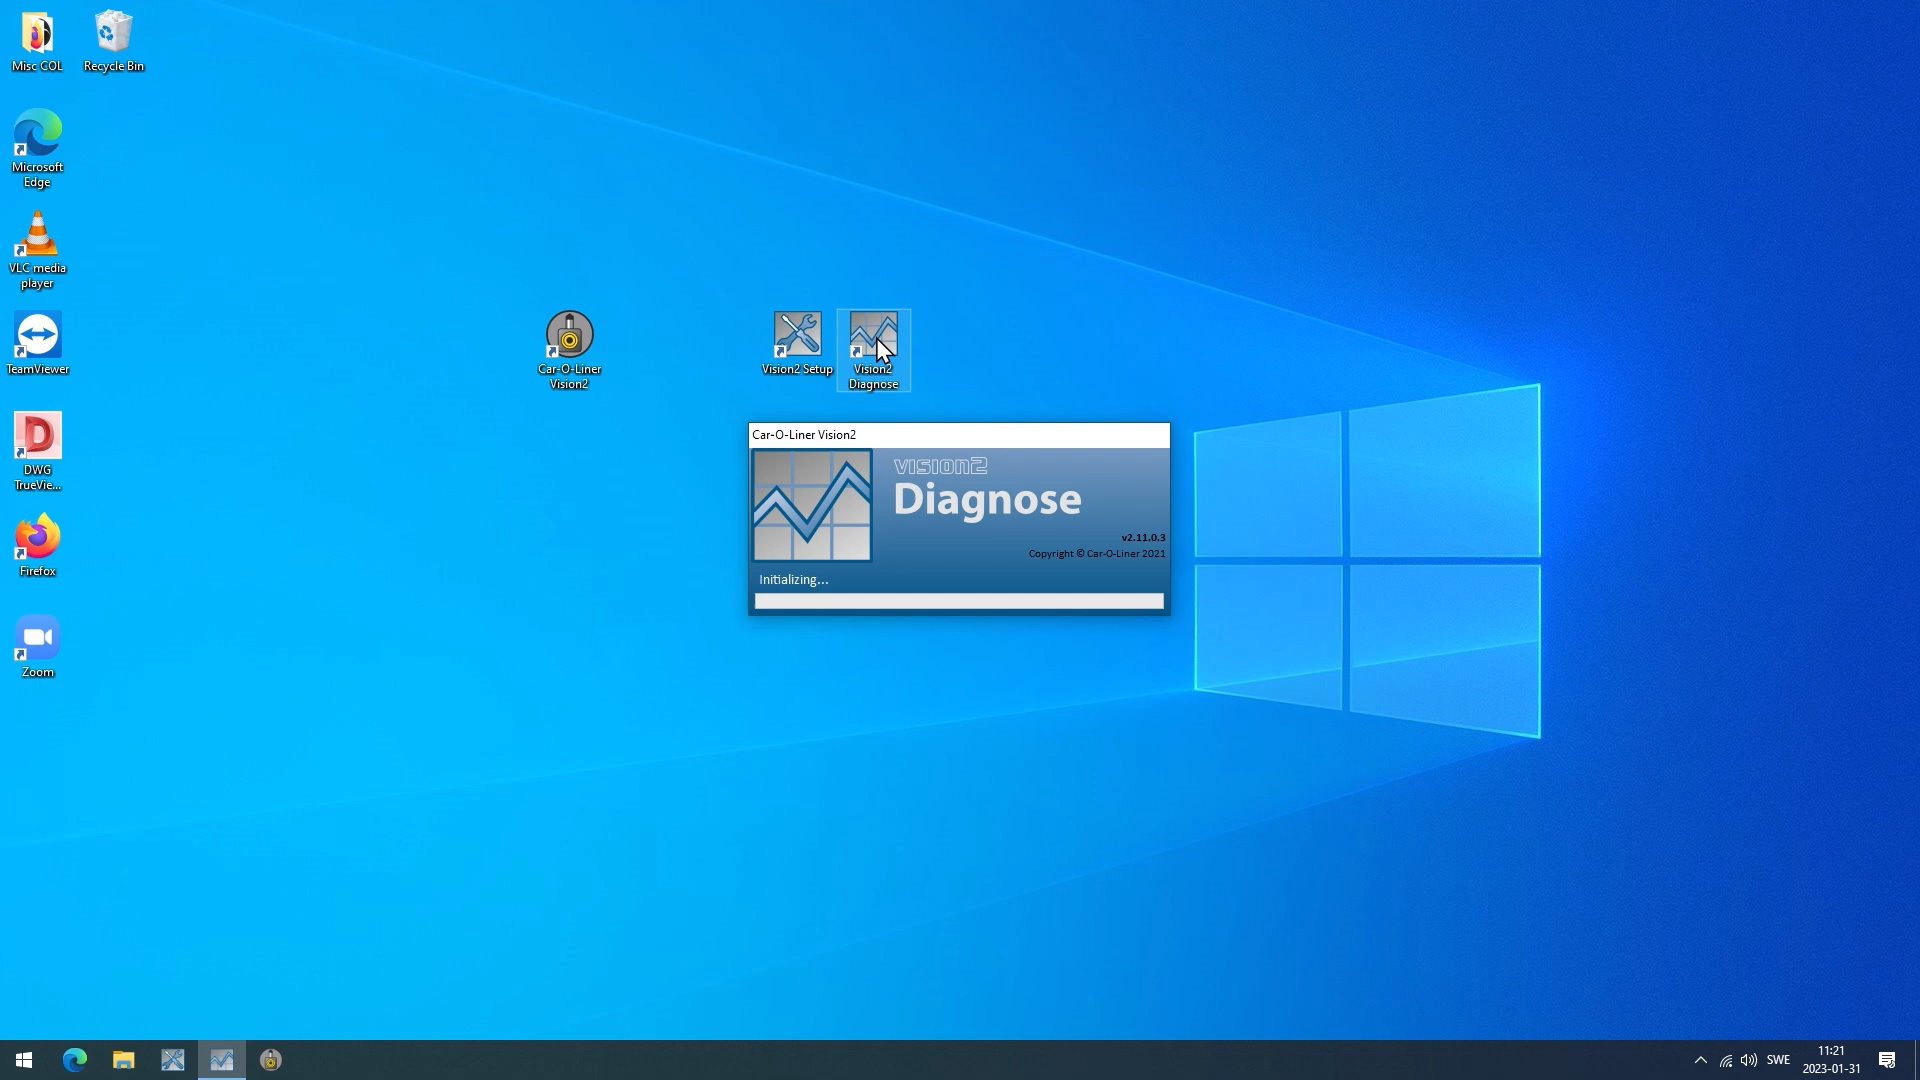 Misc COL
Recycle Bin
Microsoft
Edge
VLC media
player
TeamViewer
DWG
TrueVie...
Firefox
Zoom
Car-O-Liner
Vision2
Vision2 Setup
Vision2
Diagnose
Car-O-Liner Vision2
vision2
Diagnose
v2.11.0.3
Copyright © Car-O-Liner 2021
Initializing...
SWE
11:21
2023-01-31